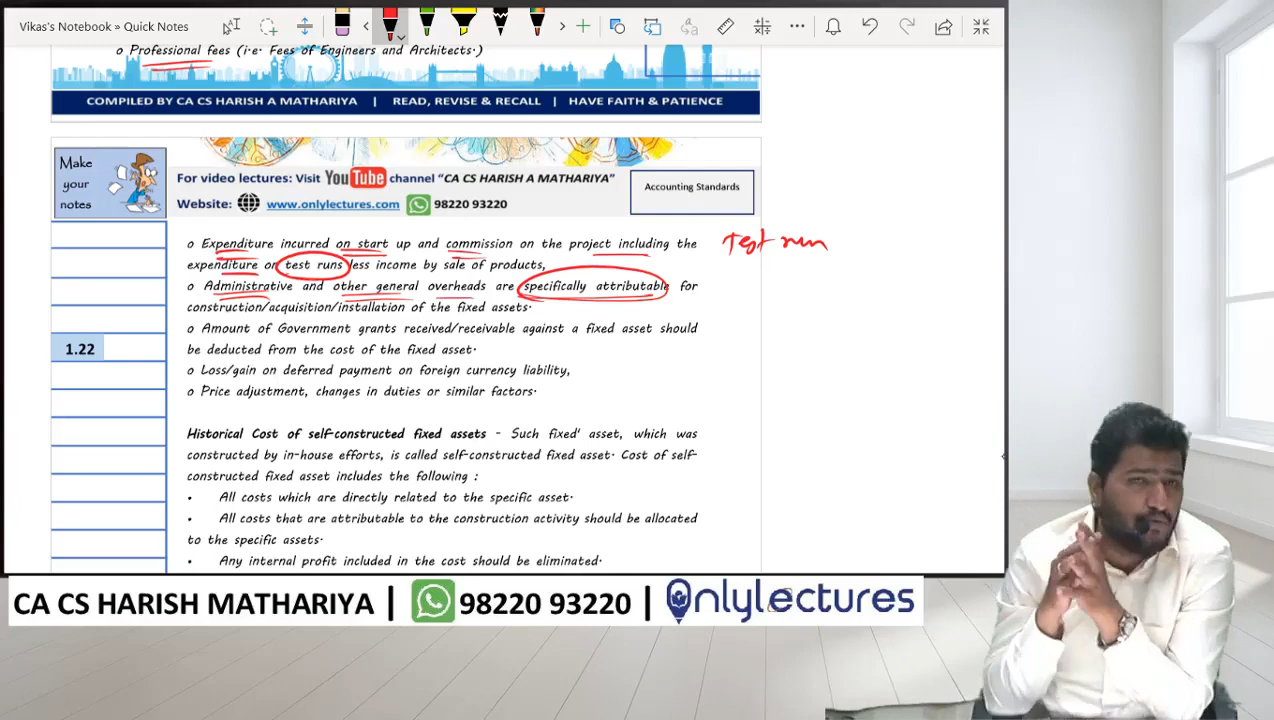 Vikas's Notebook » Quick Notes
o Professional fees (i.e. Fees of Engineers and Architects.)
COMPILED BY CA CS HARISH A MATHARIYA | READ, REVISE & RECALL | HAVE FAITH & PATIENCE
Make
your
notes
For video lectures: Visit YouTube channel "CA CS HARISH A MATHARIYA"
Website: www.onlylectures.com 98220 93220
Accounting Standards
o Expenditure incurred on start up and commission on the project including the
expenditure on test runs less income by sale of products,
Test run
o Administrative and other general overheads are specifically attributable for
construction/acquisition/installation of the fixed assets.
o Amount of Government grants received/receivable against a fixed asset should
be deducted from the cost of the fixed asset.
1.22
o Loss/gain on deferred payment on foreign currency liability,
o Price adjustment, changes in duties or similar factors.
Historical Cost of self-constructed fixed assets - Such fixed' asset, which was
constructed by in-house efforts, is called self-constructed fixed asset. Cost of self-
constructed fixed asset includes the following :
• All costs which are directly related to the specific asset.
• All costs that are attributable to the construction activity should be allocated
to the specific assets.
• Any internal profit included in the cost should be eliminated.
CA CS HARISH MATHARIYA | 98220 93220 | Onlylectures